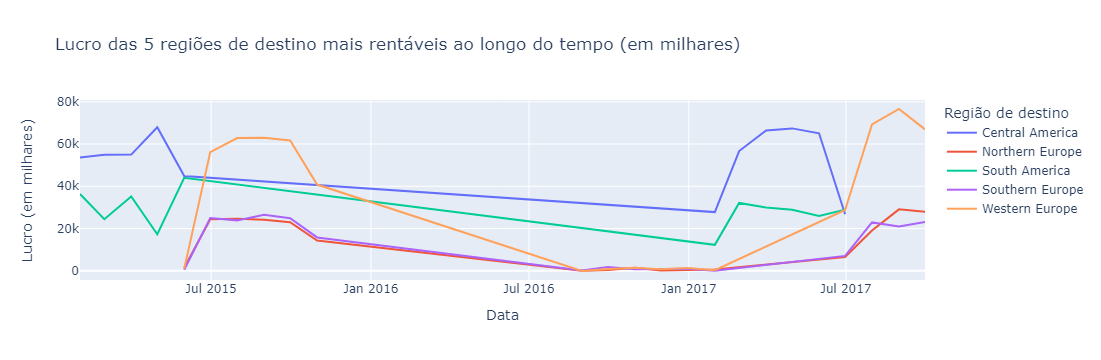 Lucro das 5 regiões de destino mais rentáveis ao longo do tempo (em milhares)
Lucro (em milhares)
80k
60k
40k
20k
0
Jul 2015
Jan 2016
Jul 2016
Jan 2017
Jul 2017
Data
Região de destino
Central America
Northern Europe
South America
Southern Europe
Western Europe